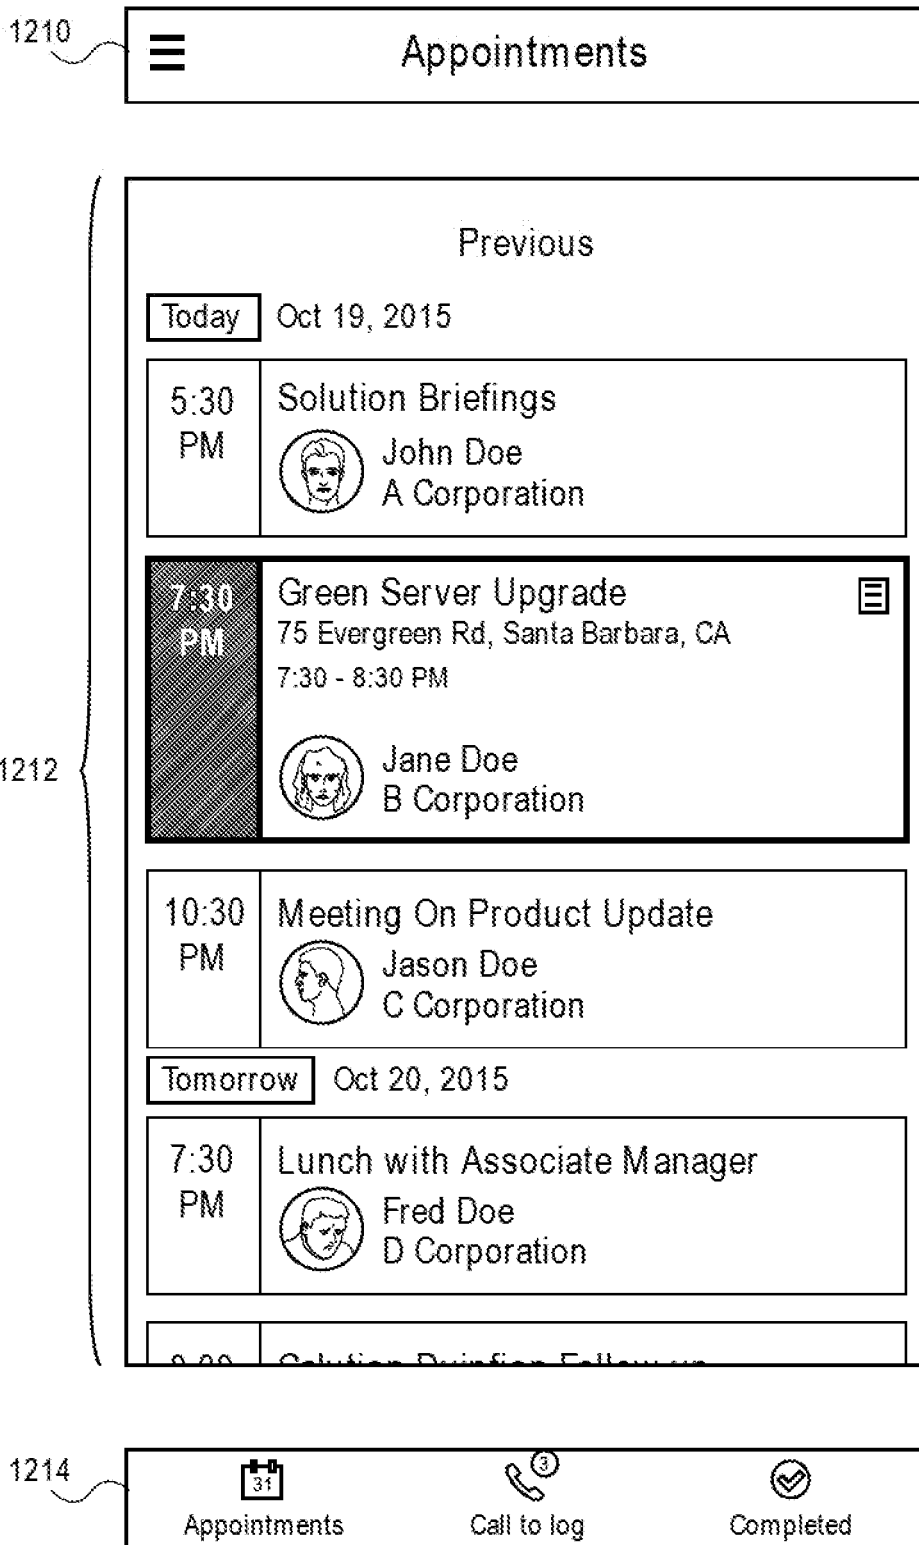 1210
Appointments
Previous
Today Oct 19, 2015
5:30
PM
Solution Briefings
John Doe
A Corporation
7:30
PM
Green Server Upgrade
75 Evergreen Rd, Santa Barbara, CA
7:30 - 8:30 PM
Jane Doe
B Corporation
1212
10:30
PM
Meeting On Product Update
Jason Doe
C Corporation
Tomorrow Oct 20, 2015
7:30
PM
Lunch with Associate Manager
Fred Doe
D Corporation
1214
31
3
Appointments
Call to log
Completed